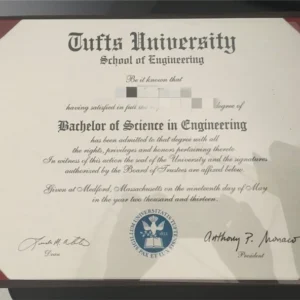 Tufts University
School of Engineering
Be it known that
having satisfied in full degree of
Bachelor of Science in Engineering
has been admitted to that degree with all
the rights, privileges and honors pertaining thereto
In witness of this action the seal of the University and the signatures
authorized by the Board of Trustees are affixed below.
Given at Medford, Massachusetts on the nineteenth day of May
in the year two thousand and thirteen.
Anthony P. Monaco
Dean
President